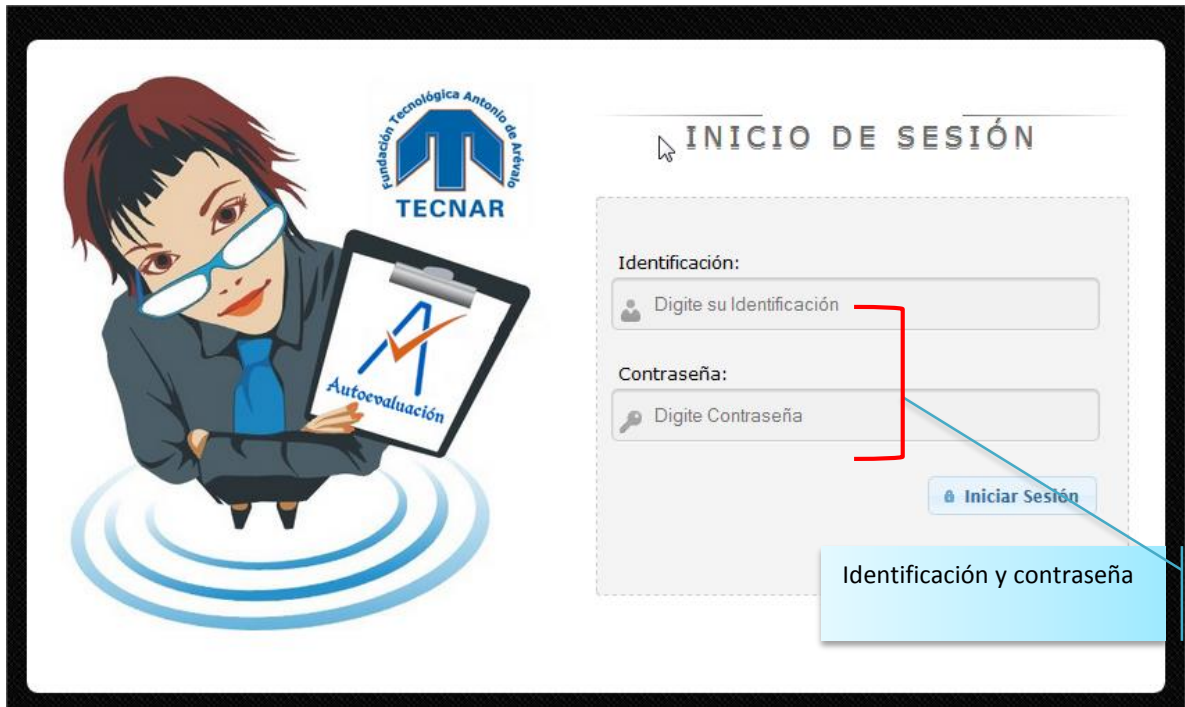 Fundación Tecnológica Antonio de Arévalo
TECNAR
Autoevaluación
INICIO DE SESIÓN
Identificación:
Digite su Identificación
Contraseña:
Digite Contraseña
Iniciar Sesión
Identificación y contraseña